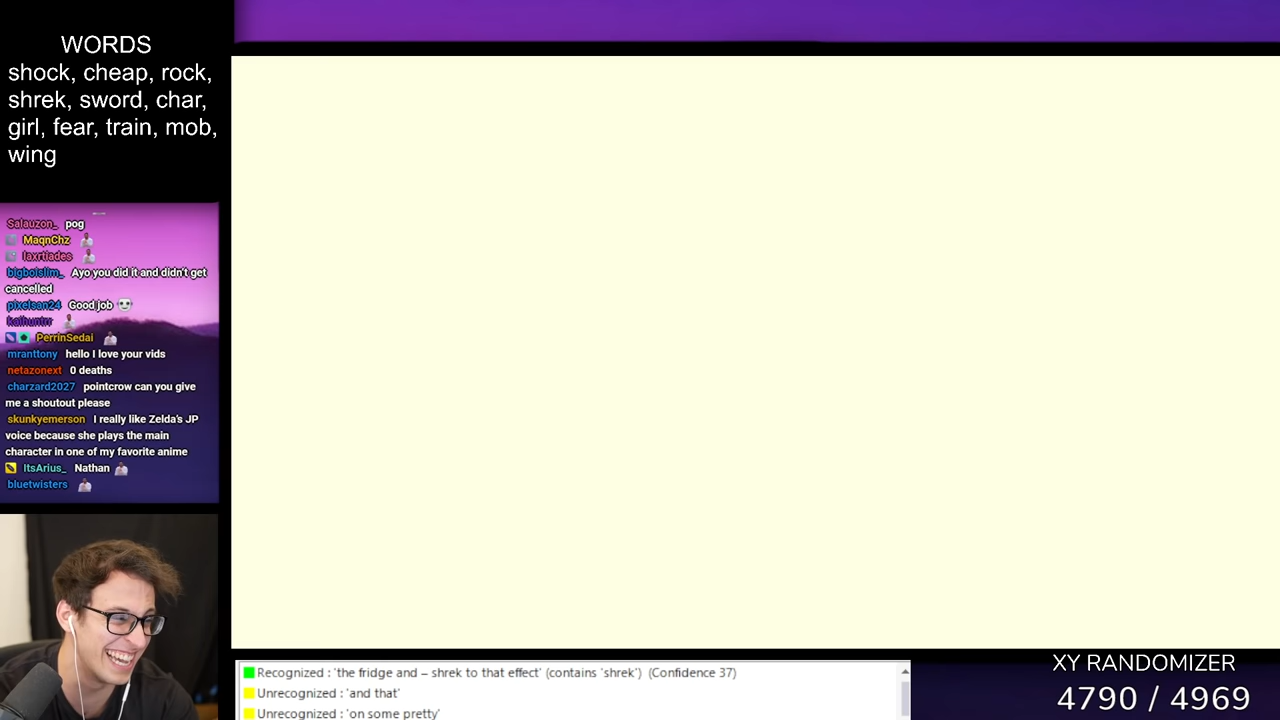 WORDS
shock, cheap, rock,
shrek, sword, char,
girl, fear, train, mob,
wing
Salauzon_ pog
MaqnChz
laxrtiades
bigboislim_ Ayo you did it and didn't get
cancelled
pixelsan24 Good job
kaihuntrr
PerrinSedai
mranttony hello I love your vids
netazonext 0 deaths
charzard2027 pointcrow can you give
me a shoutout please
skunkyemerson I really like Zelda's JP
voice because she plays the main
character in one of my favorite anime
ItsArius_ Nathan
bluetwisters
Recognized : 'the fridge and – shrek to that effect' (contains 'shrek') (Confidence 37)
Unrecognized : 'and that'
Unrecognized : 'on some pretty'
XY RANDOMIZER
4790 / 4969